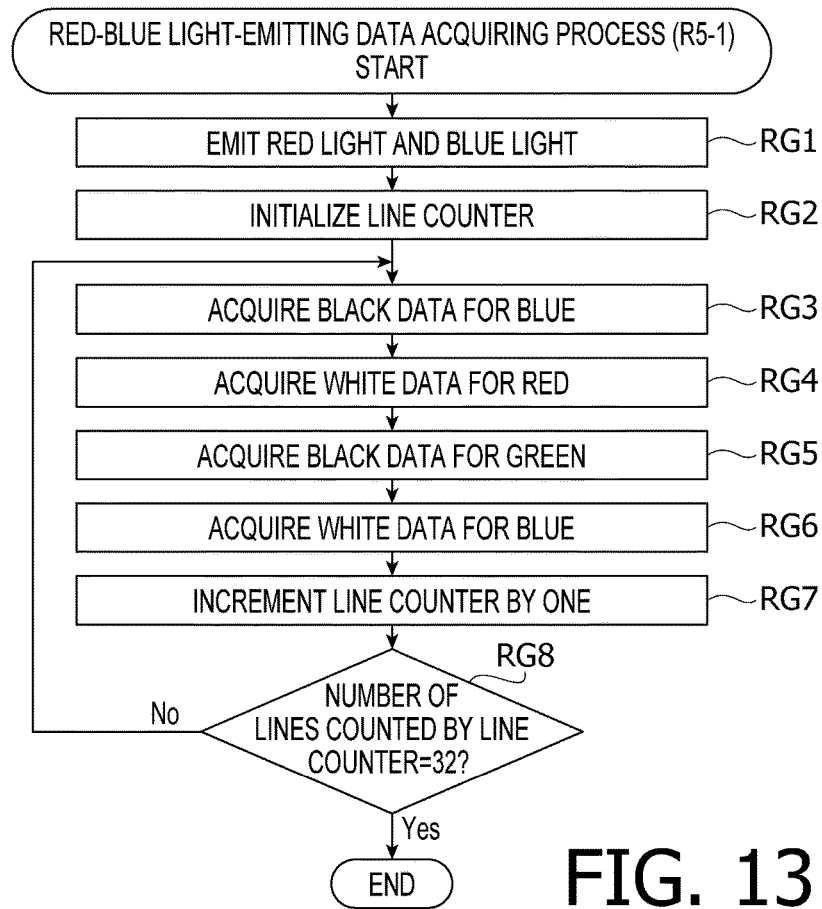 RED-BLUE LIGHT-EMITTING DATA ACQUIRING PROCESS (R5-1)
START
EMIT RED LIGHT AND BLUE LIGHT
RG1
INITIALIZE LINE COUNTER
RG2
ACQUIRE BLACK DATA FOR BLUE
RG3
ACQUIRE WHITE DATA FOR RED
RG4
ACQUIRE BLACK DATA FOR GREEN
RG5
ACQUIRE WHITE DATA FOR BLUE
RG6
INCREMENT LINE COUNTER BY ONE
RG7
RG8
NUMBER OF
LINES COUNTED BY LINE
COUNTER=32?
No
Yes
END
FIG. 13